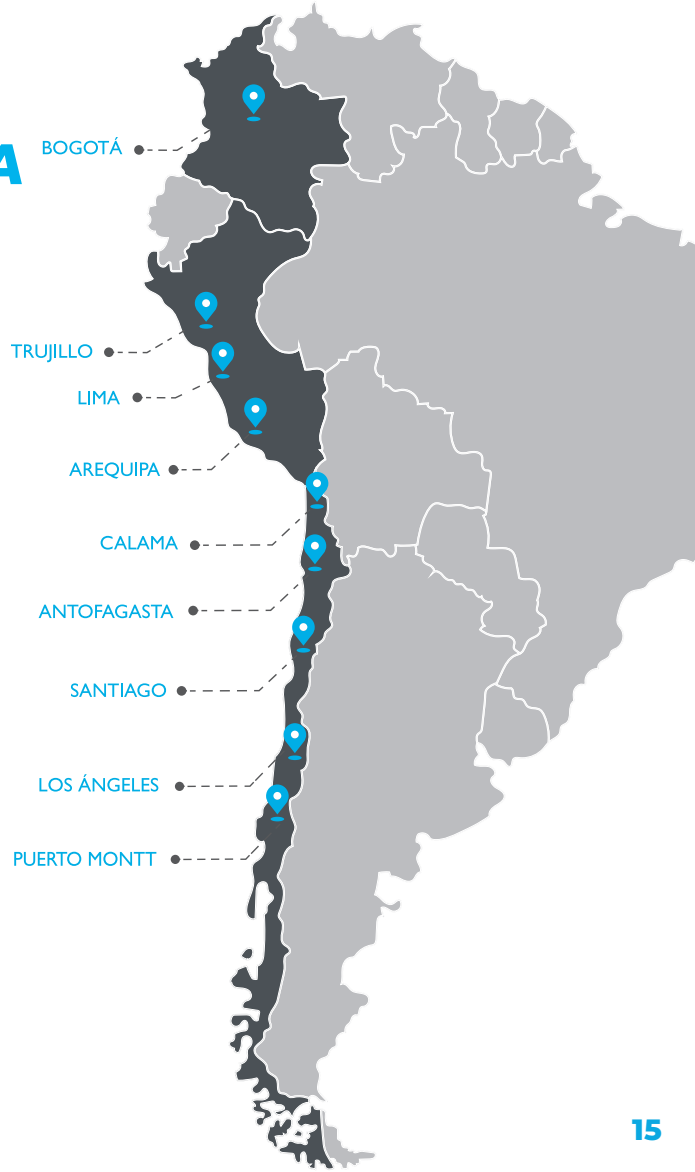 A
BOGOTÁ
TRUJILLO
LIMA
AREQUIPA
CALAMA
ANTOFAGASTA
SANTIAGO
LOS ÁNGELES
PUERTO MONTT
15